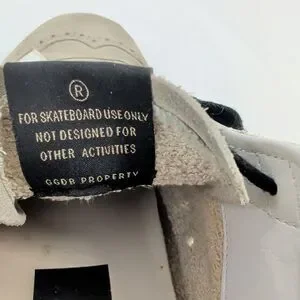 ®
FOR SKATEBOARD USE ONLY
NOT DESIGNED FOR
OTHER ACTIVITIES
GGDB PROPERTY